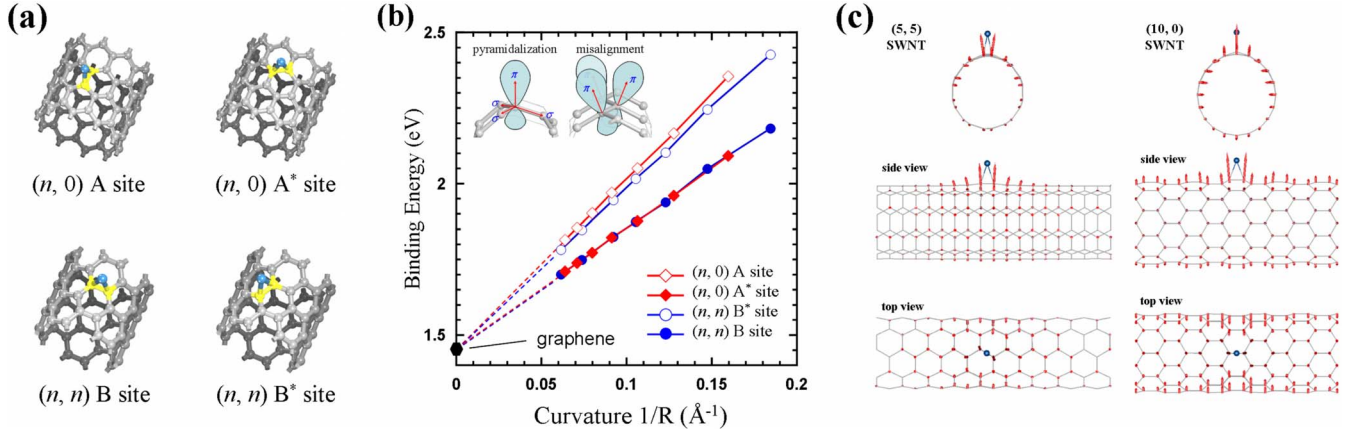 (a)
(n, 0) A site
(n, 0) A* site
(n, n) B site
(n, n) B* site
(b)
Binding Energy (eV)
2.5
2
1.5
0
0.05
0.1
0.15
0.2
Curvature 1/R (Å-1)
pyramidalization
misalignment
π
σ
σ
σ
π
π
(n, 0) A site
(n, 0) A* site
(n, n) B* site
(n, n) B site
graphene
(c)
(5, 5)
SWNT
(10, 0)
SWNT
side view
side view
top view
top view